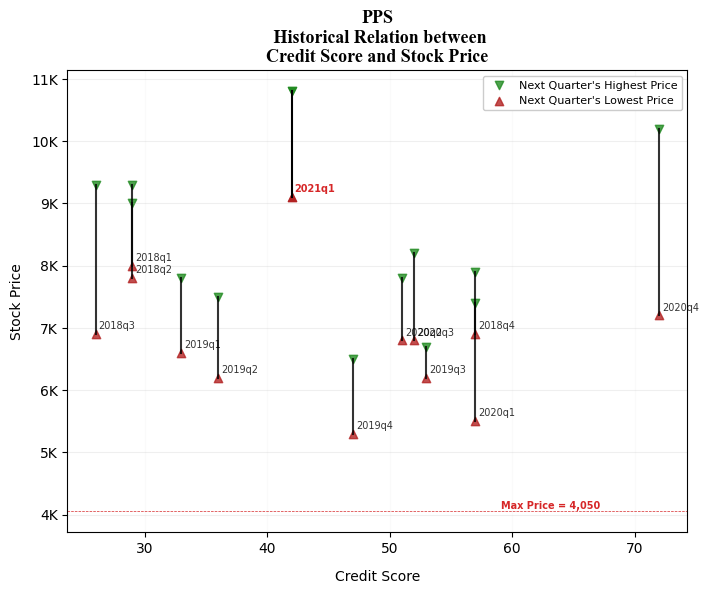 PPS
Historical Relation between
Credit Score and Stock Price
11K
10K
9K
8K
7K
6K
5K
4K
Stock Price
Next Quarter's Highest Price
Next Quarter's Lowest Price
2021q1
2018q1
2018q2
2018q3
2019q1
2019q2
2019q4
2020q2
2020q3
2019q3
2018q4
2020q1
2020q4
Max Price = 4,050
30
40
50
60
70
Credit Score